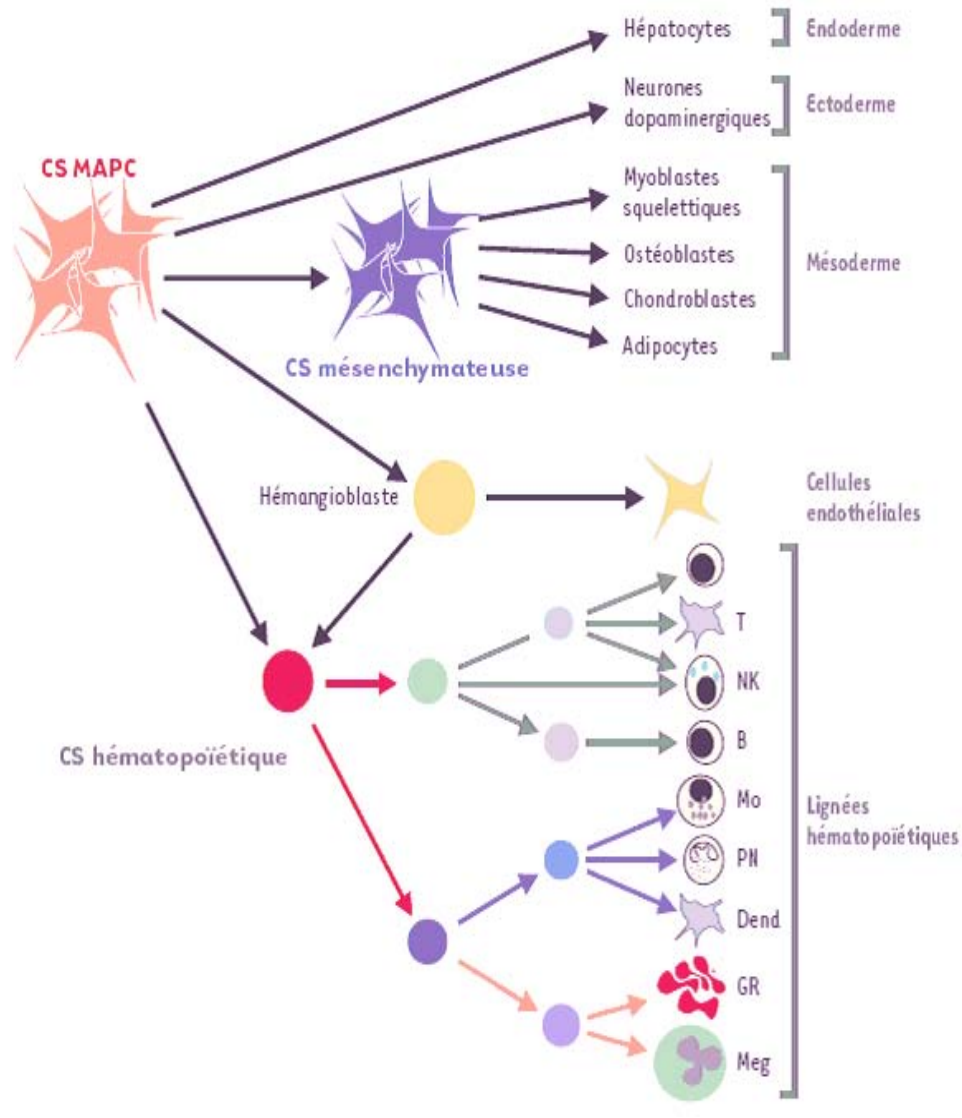 Hépatocytes
Endoderme
Neurones
dopaminergiques
Ectoderme
CS MAPC
Myoblastes
squelettiques
Ostéoblastes
Mésoderme
Chondroblastes
Adipocytes
CS mésenchymateuse
Hémangioblaste
Cellules
endothéliales
T
NK
B
CS hématopoïétique
Mo
Lignées
hématopoïétiques
PN
Dend
GR
Meg